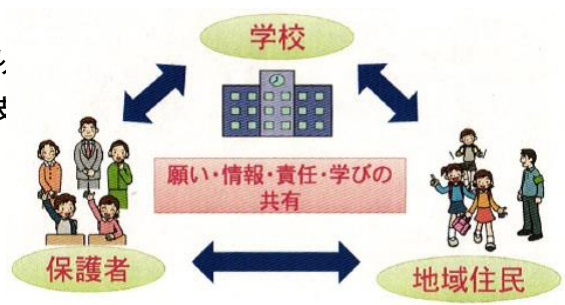 学校
願い・情報・責任・学びの
共有
保護者
地域住民